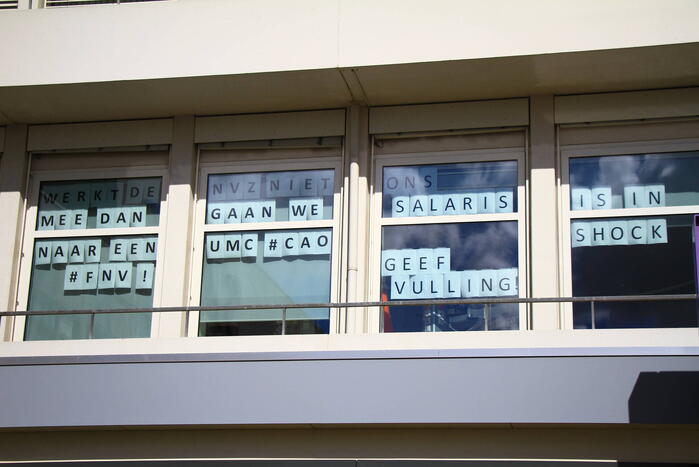 WERKT DE
MEE DAN
NAAR EEN
#FNV!
NVZ NIET
GAAN WE
UMC #CAO
ONS
SALARIS
GEEF
VULLING!
IS IN
SHOCK